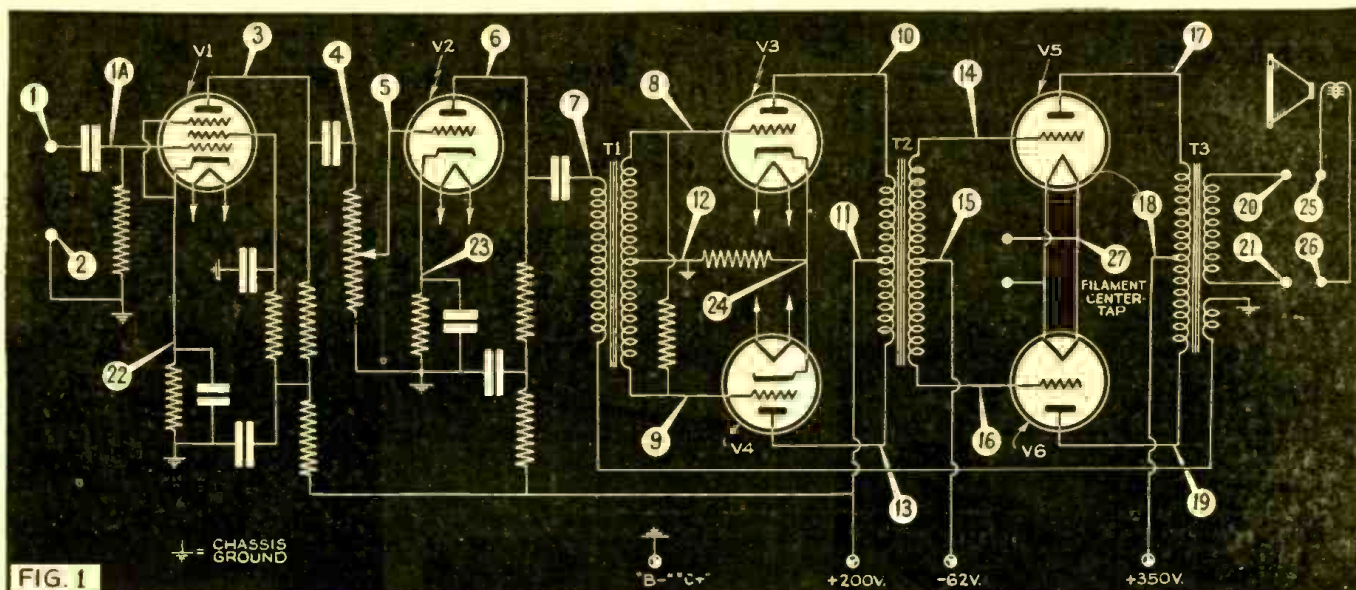 V1
3
V2
6
V3
10
V5
17
1
1A
4
5
7
T1
8
12
11
T2
14
15
T3
18
20
25
2
23
24
27
FILAMENT
CENTER-
TAP
21
26
22
9
V4
13
16
V6
19
= CHASSIS
GROUND
"B-" "C+"
+200V.
-62V.
+350V.
FIG. 1